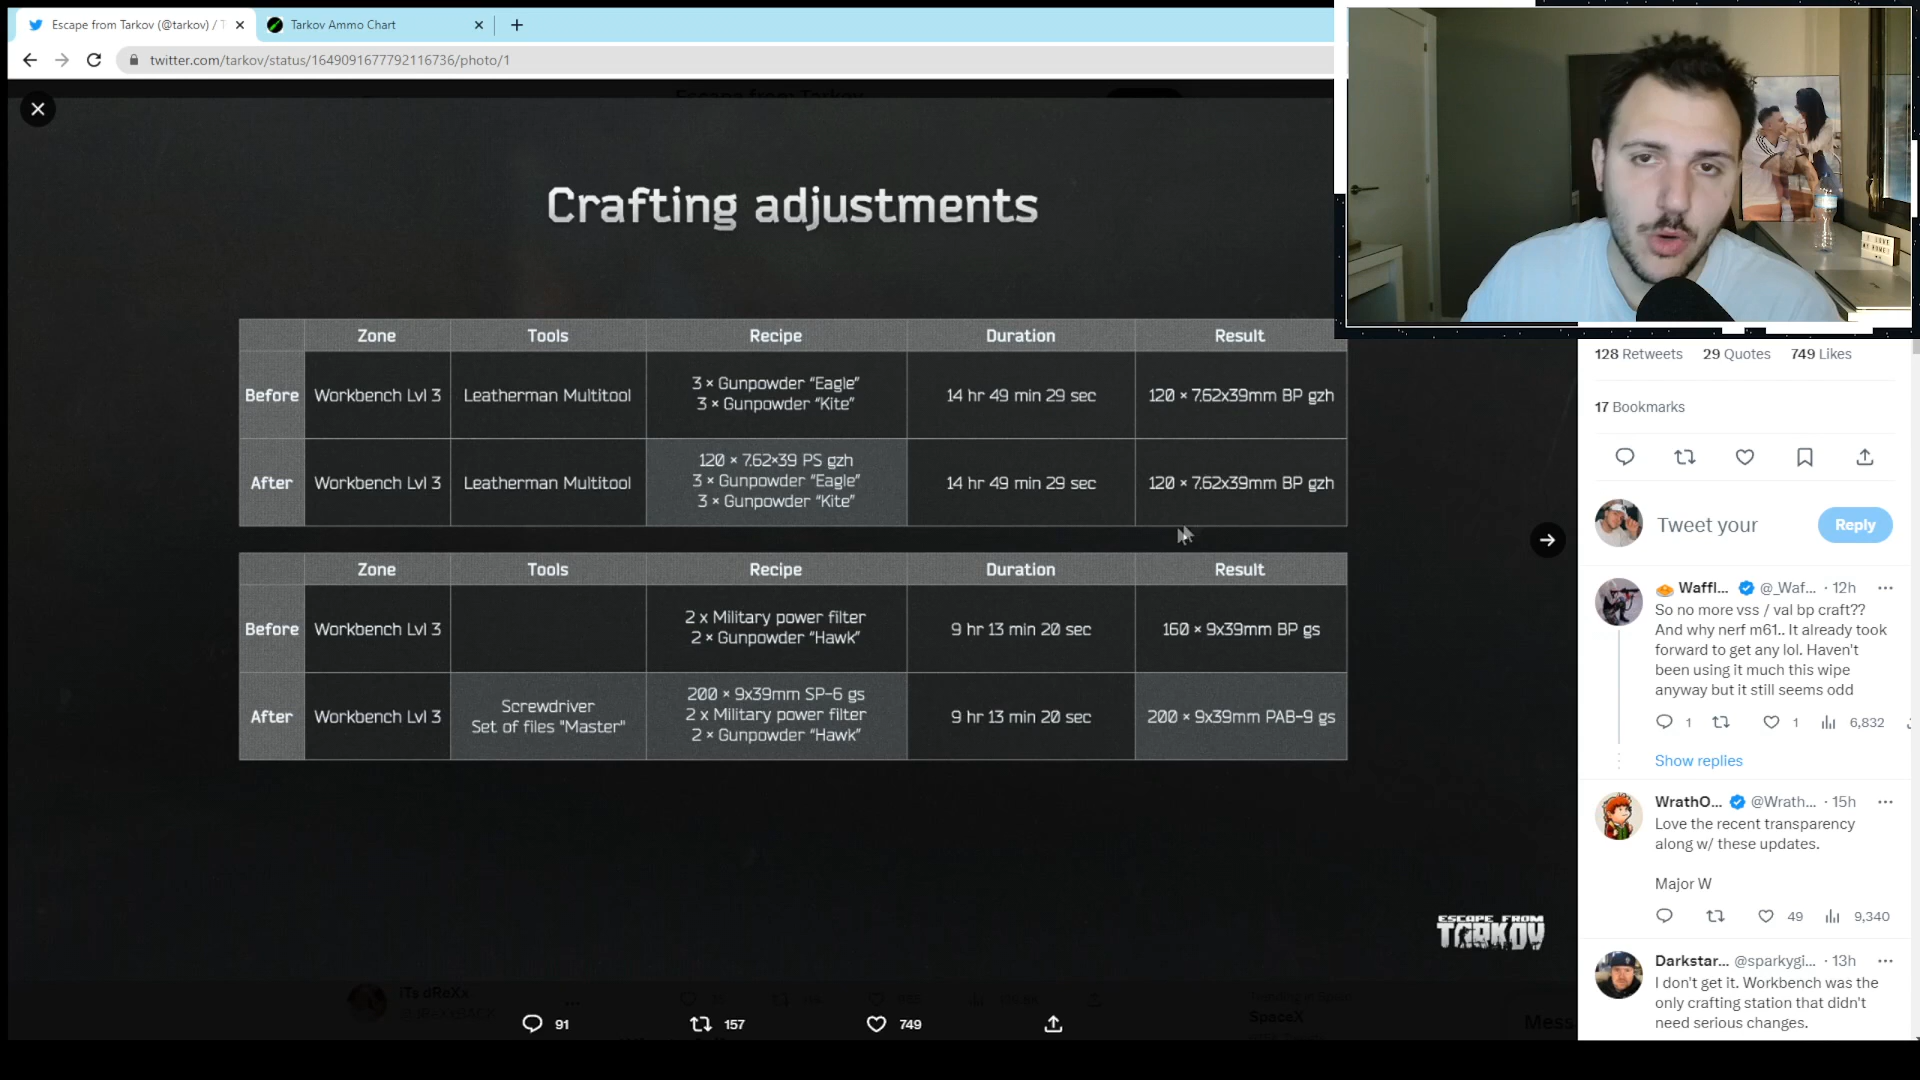 Escape from Tarkov (@tarkov) / T
Tarkov Ammo Chart
twitter.com/tarkov/status/1649091677792116736/photo/1
Escape from Tarkov
Crafting adjustments
Zone Tools Recipe Duration Result
Before Workbench Lvl 3 Leatherman Multitool 3 × Gunpowder “Eagle” 14 hr 49 min 29 sec 120 × 7.62x39mm BP gzh
3 × Gunpowder “Kite”
After Workbench Lvl 3 Leatherman Multitool 120 × 7.62×39 PS gzh 14 hr 49 min 29 sec 120 × 7.62x39mm BP gzh
3 × Gunpowder “Eagle”
3 × Gunpowder “Kite”
Zone Tools Recipe Duration Result
Before Workbench Lvl 3 2 x Military power filter 9 hr 13 min 20 sec 160 × 9x39mm BP gs
2 × Gunpowder “Hawk”
After Workbench Lvl 3 Screwdriver 200 × 9x39mm SP-6 gs 9 hr 13 min 20 sec 200 × 9x39mm PAB-9 gs
Set of files "Master" 2 x Military power filter
2 × Gunpowder “Hawk”
ESCAPE FROM
TARKOV
iTs dRoXx
SpaceX
Mess
91 157 749
128 Retweets 29 Quotes 749 Likes
17 Bookmarks
Tweet your Reply
Waffl... @_Waf... · 12h
So no more vss / val bp craft??
And why nerf m61.. It already took
forward to get any lol. Haven't
been using it much this wipe
anyway but it still seems odd
1 1 6,832
Show replies
WrathO... @Wrath... · 15h
Love the recent transparency
along w/ these updates.
Major W
49 9,340
Darkstar... @sparkygi... · 13h
I don't get it. Workbench was the
only crafting station that didn't
need serious changes.